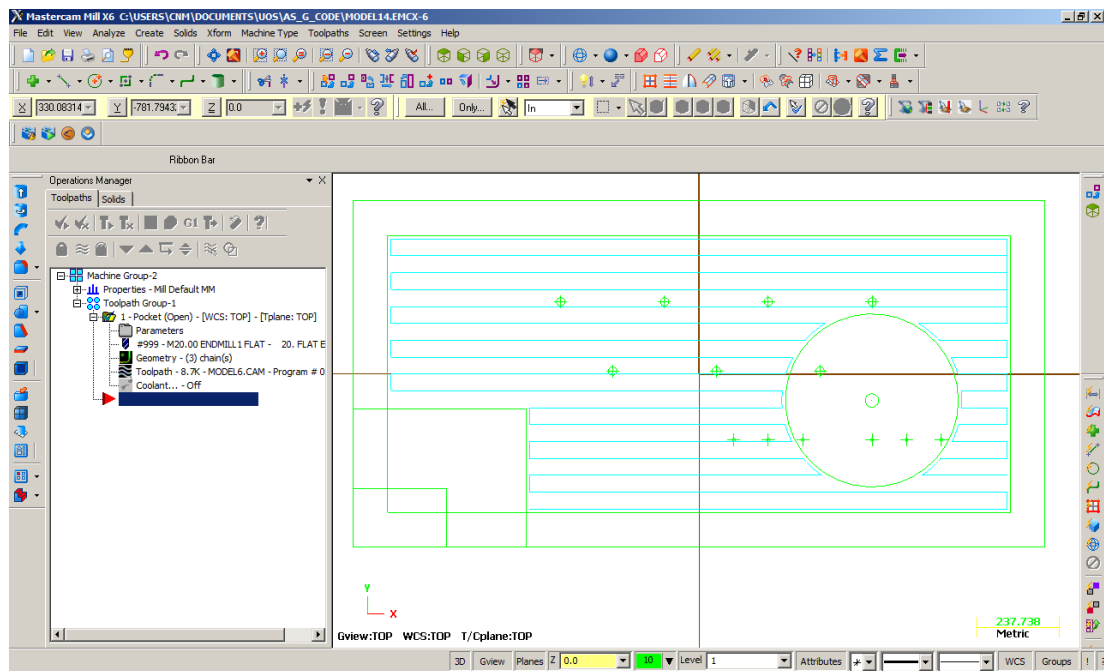 Mastercam Mill X6 C:\USERS\CNM\DOCUMENTS\UOS\AS_G_CODE\MODEL14.EMCX-6
File Edit View Analyze Create Solids Xform Machine Type Toolpaths Screen Settings Help
X 330.08314 Y -781.7943 Z 0.0 All... Only... In
Ribbon Bar
Operations Manager
Toolpaths Solids
G1
Machine Group-2
Properties - Mill Default MM
Toolpath Group-1
1 - Pocket (Open) - [WCS: TOP] - [Tplane: TOP]
Parameters
#999 - M20.00 ENDMILL1 FLAT - 20. FLAT E
Geometry - (3) chain(s)
Toolpath - 8.7K - MODEL6.CAM - Program # 0
Coolant... - Off
Y
X
Gview:TOP WCS:TOP T/Cplane:TOP
237.738
Metric
3D Gview Planes Z 0.0 10 Level 1 Attributes WCS Groups ! ?